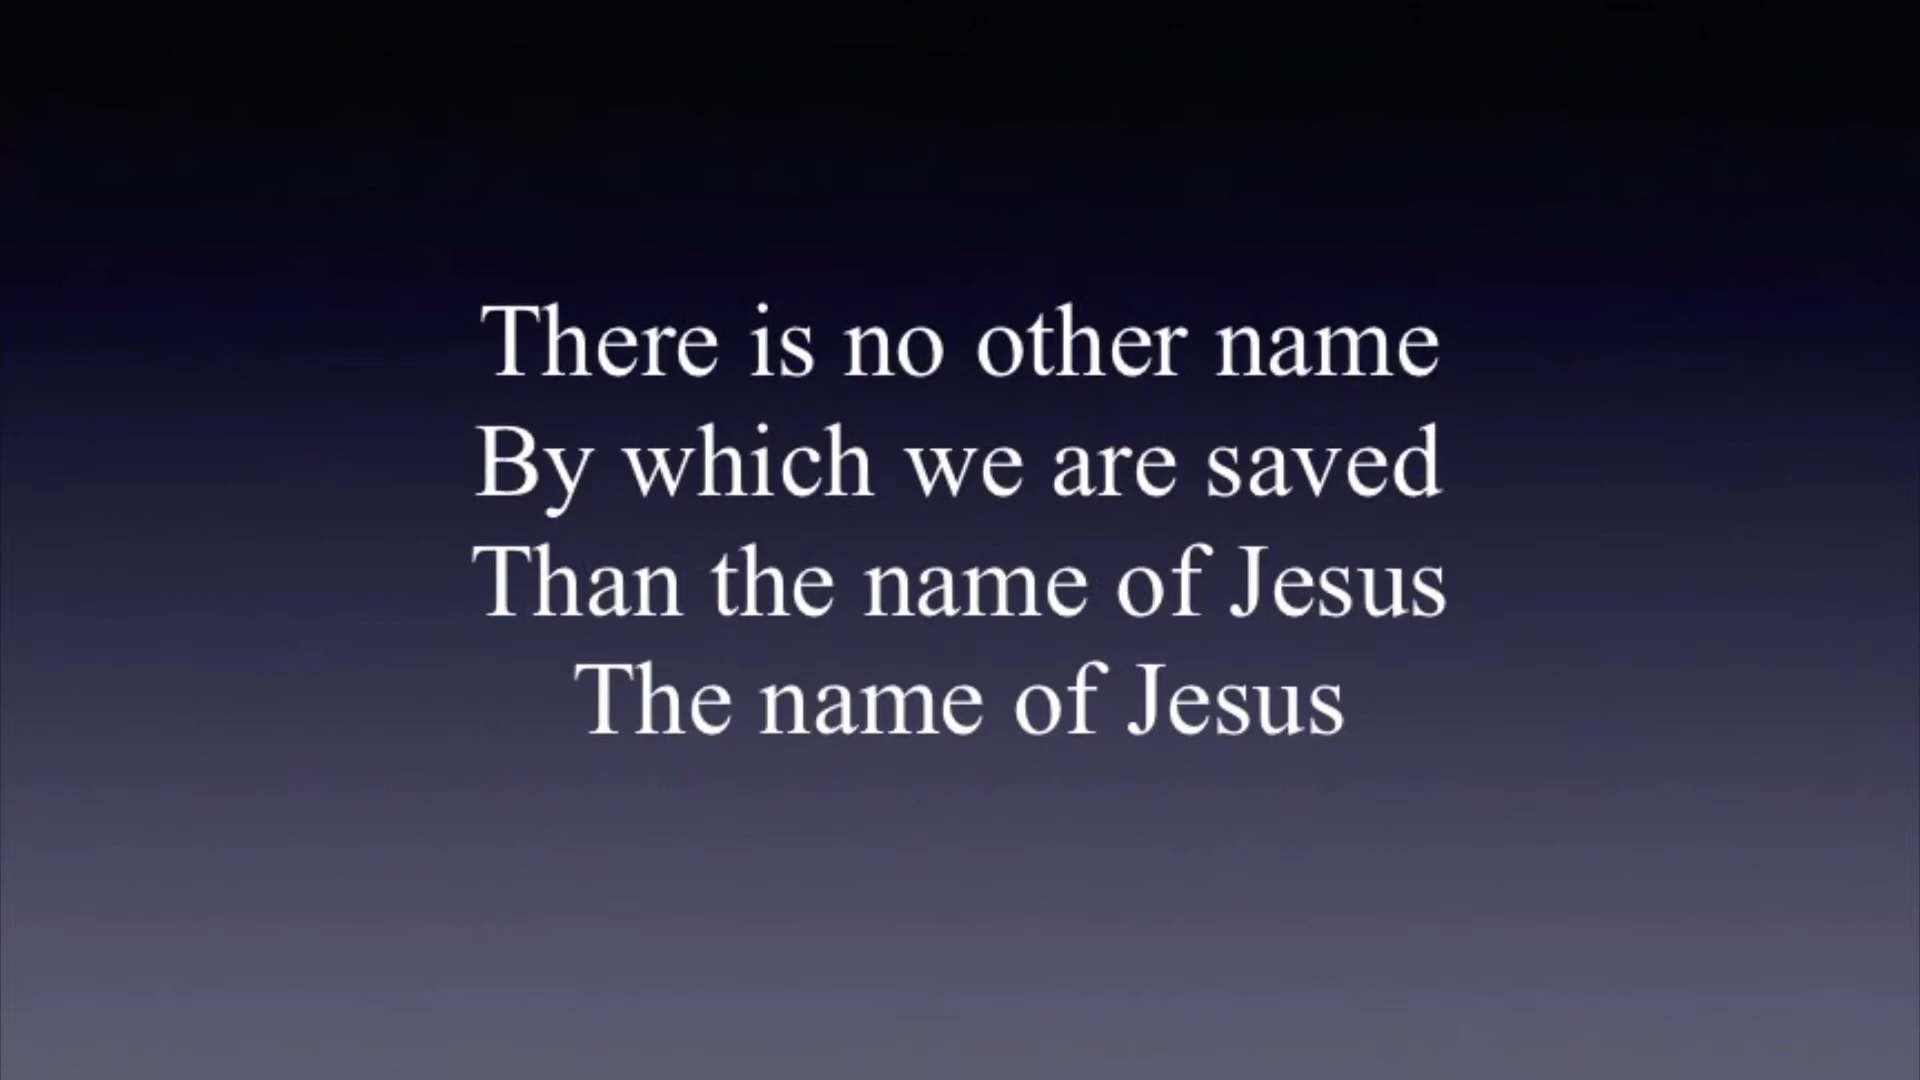 There is no other name
By which we are saved
Than the name of Jesus
The name of Jesus